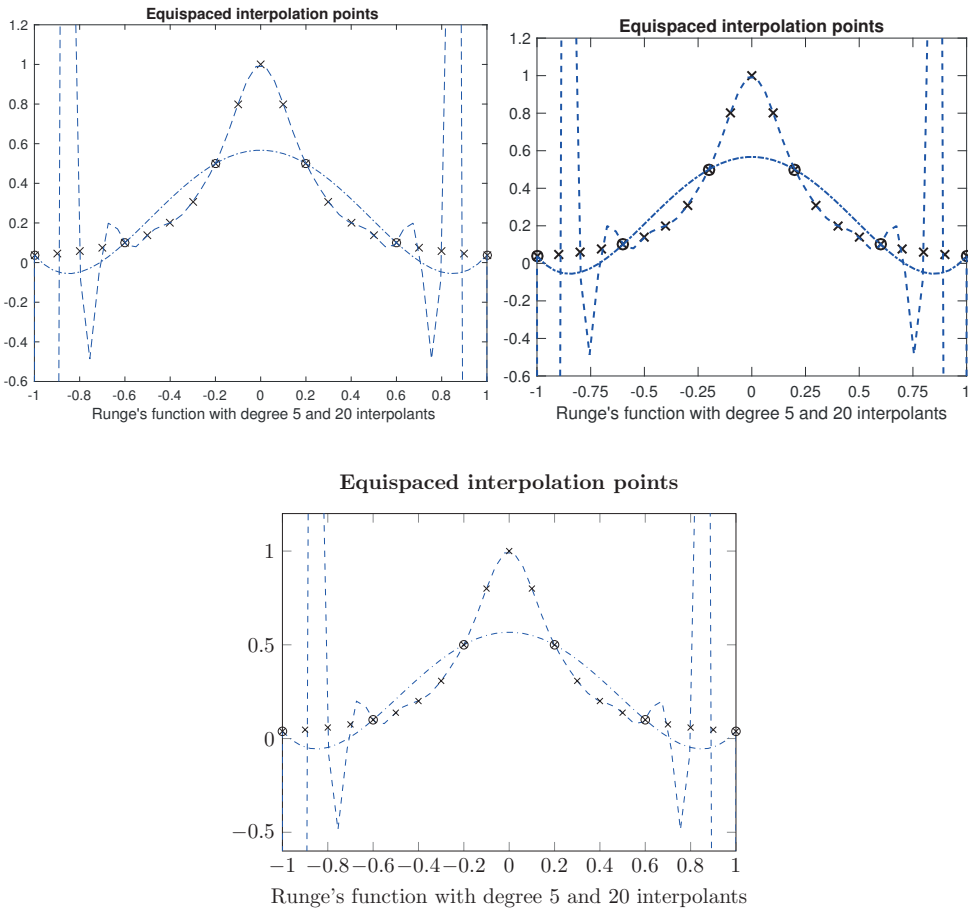 Equispaced interpolation points
1.2
1
0.8
0.6
0.4
0.2
0
-0.2
-0.4
-0.6
-1 -0.8 -0.6 -0.4 -0.2 0 0.2 0.4 0.6 0.8 1
Runge's function with degree 5 and 20 interpolants
Equispaced interpolation points
1.2
1
0.8
0.6
0.4
0.2
0
-0.2
-0.4
-0.6
-1 -0.75 -0.5 -0.25 0 0.25 0.5 0.75 1
Runge's function with degree 5 and 20 interpolants
Equispaced interpolation points
1
0.5
0
−0.5
−1 −0.8 −0.6 −0.4 −0.2 0 0.2 0.4 0.6 0.8 1
Runge's function with degree 5 and 20 interpolants